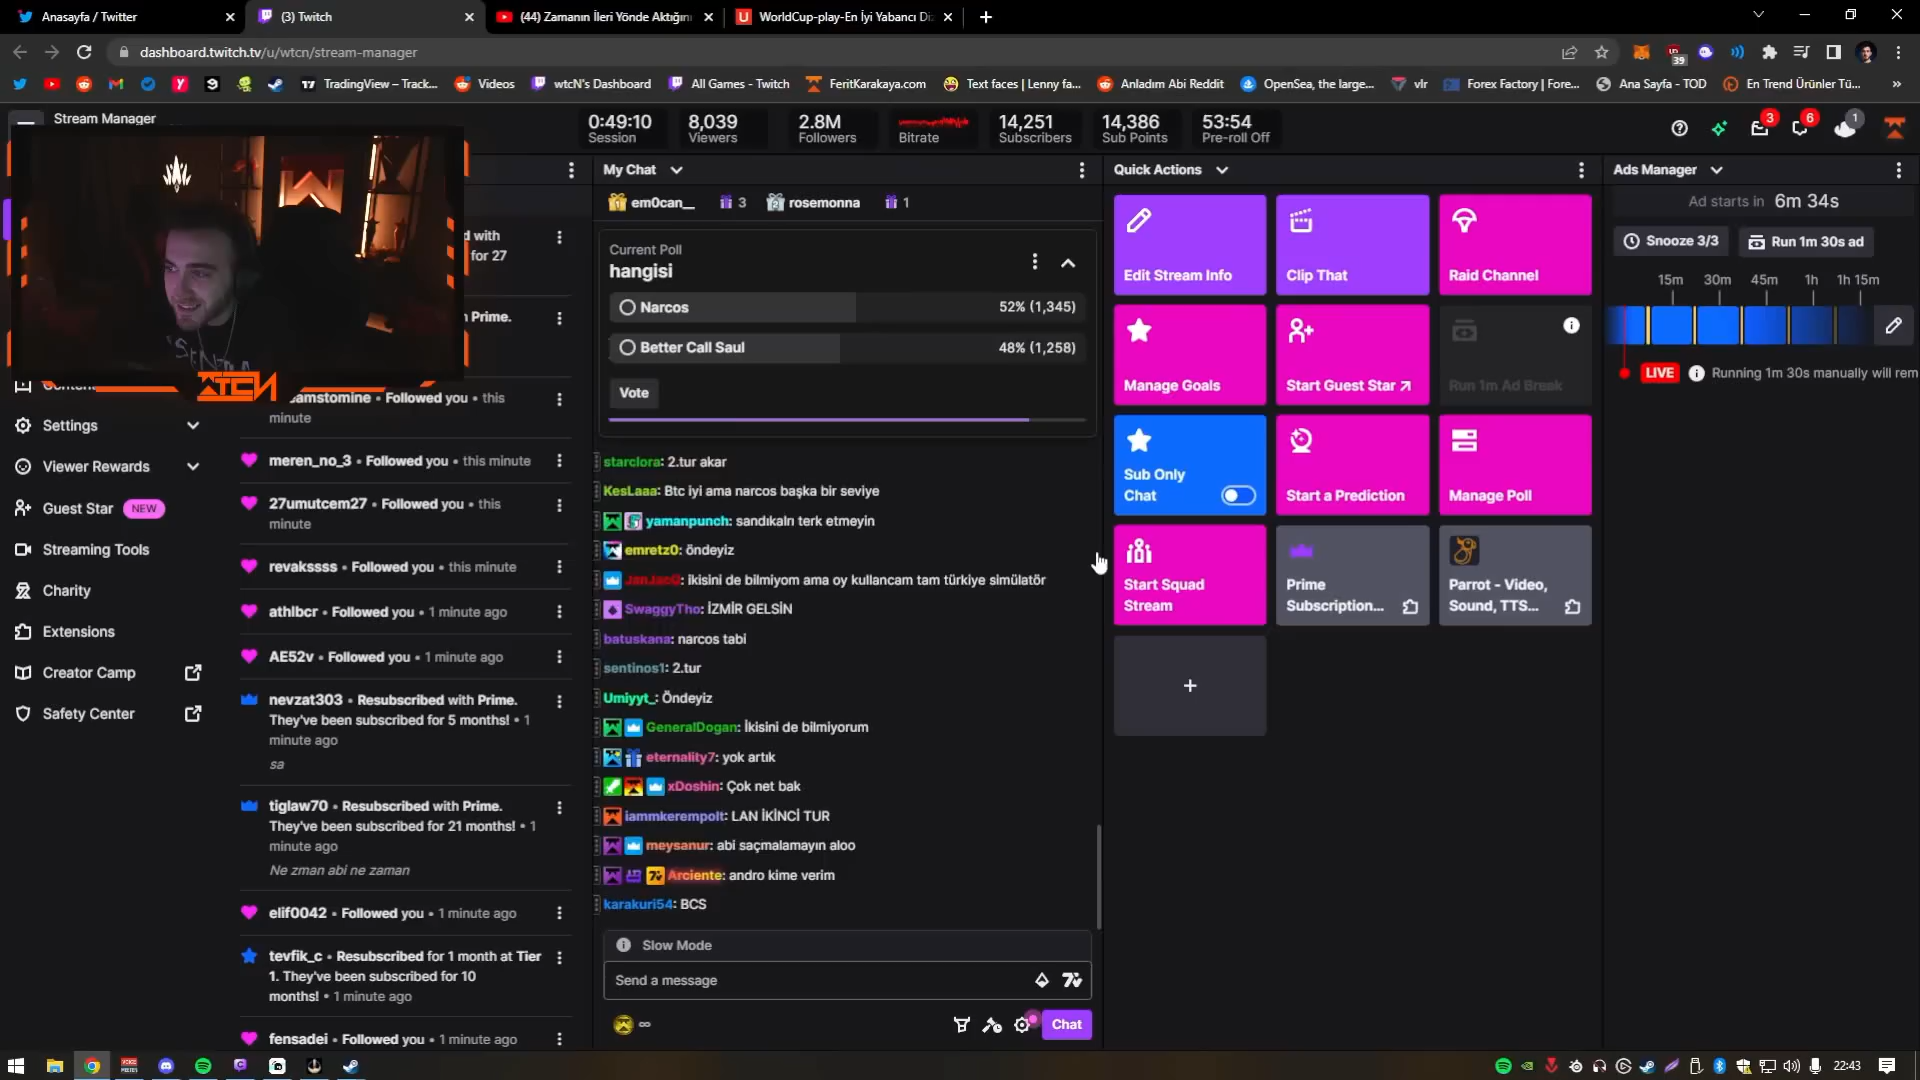 Anasayfa / Twitter
(3) Twitch
(44) Zamanın İleri Yönde Aktığın
WorldCup-play-En İyi Yabancı Di
dashboard.twitch.tv/u/wtcn/stream-manager
39
TradingView – Track...
Videos
wtcN's Dashboard
All Games - Twitch
FeritKarakaya.com
Text faces | Lenny fa...
Anladım Abi Reddit
OpenSea, the large...
vlr
Forex Factory | Fore...
Ana Sayfa - TOD
En Trend Ürünler Tü...
Stream Manager
0:49:10
Session
8,039
Viewers
2.8M
Followers
Bitrate
14,251
Subscribers
14,386
Sub Points
53:54
Pre-roll Off
3
6
1
My Chat
em0can__
3
rosemonna
1
Current Poll
hangisi
Narcos
52% (1,345)
Better Call Saul
48% (1,258)
Vote
starclora: 2.tur akar
KesLaaa: Btc iyi ama narcos başka bir seviye
yamanpunch: sandıkaln terk etmeyin
emretz0: öndeyiz
ikisini de bilmiyom ama oy kullancam tam türkiye simülatör
SwaggyTho: İZMİR GELSİN
batuskana: narcos tabi
sentinos1: 2.tur
Umiyyt_: Öndeyiz
GeneralDogan: İkisini de bilmiyorum
eternality7: yok artık
xDoshin: Çok net bak
iammkerempolt: LAN İKİNCİ TUR
meysanur: abi saçmalamayın aloo
Arciente: andro kime verim
karakuri54: BCS
Slow Mode
Send a message
Chat
Quick Actions
Edit Stream Info
Clip That
Raid Channel
Manage Goals
Start Guest Star
Run 1m Ad Break
Sub Only
Chat
Start a Prediction
Manage Poll
Start Squad
Stream
Prime
Subscription...
Parrot - Video,
Sound, TTS...
Ads Manager
Ad starts in 6m 34s
Snooze 3/3
Run 1m 30s ad
15m
30m
45m
1h
1h 15m
LIVE
Running 1m 30s manually will rem
d with
for 27
Prime.
WTCN
Settings
Viewer Rewards
Guest Star NEW
Streaming Tools
Charity
Extensions
Creator Camp
Safety Center
amstomine • Followed you • this
minute
meren_no_3 • Followed you • this minute
27umutcem27 • Followed you • this
minute
revakssss • Followed you • this minute
athlbcr • Followed you • 1 minute ago
AE52v • Followed you • 1 minute ago
nevzat303 • Resubscribed with Prime.
They've been subscribed for 5 months! • 1
minute ago
sa
tiglaw70 • Resubscribed with Prime.
They've been subscribed for 21 months! • 1
minute ago
Ne zman abi ne zaman
elif0042 • Followed you • 1 minute ago
tevfik_c • Resubscribed for 1 month at Tier
1. They've been subscribed for 10
months! • 1 minute ago
fensadei • Followed you • 1 minute ago
22:43